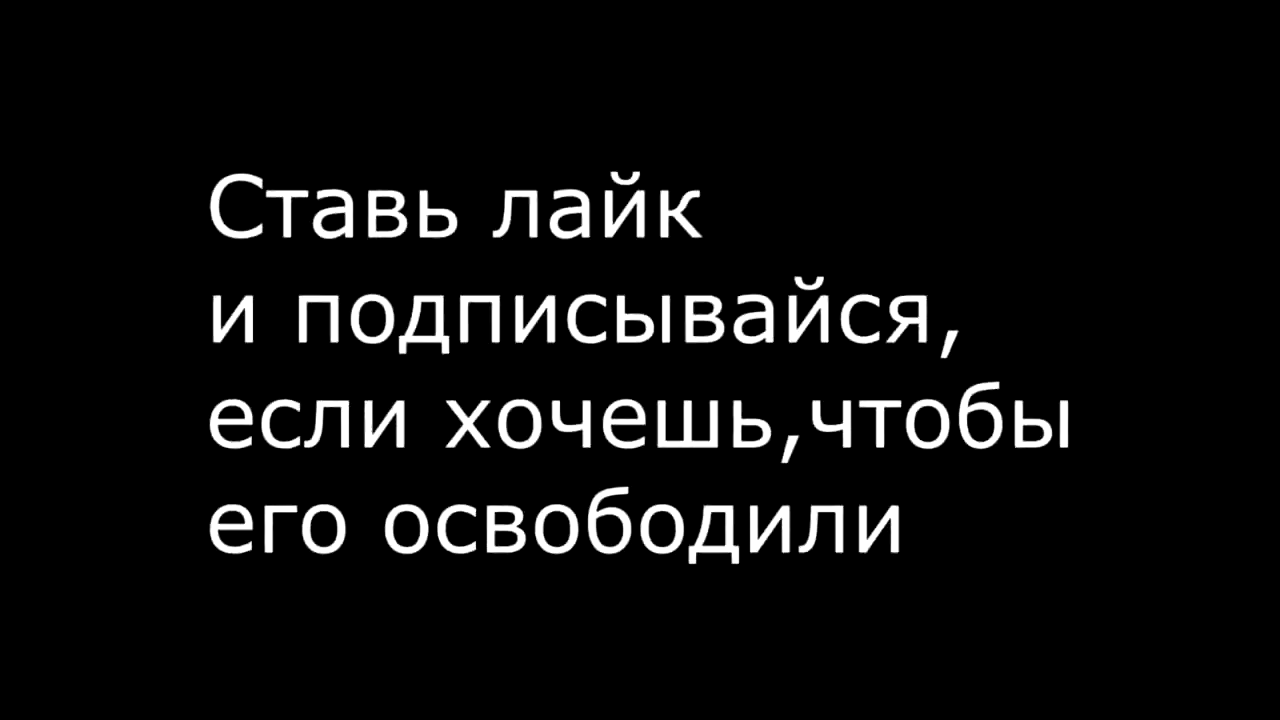 Ставь лайк
и подписывайся,
если хочешь,чтобы
его освободили